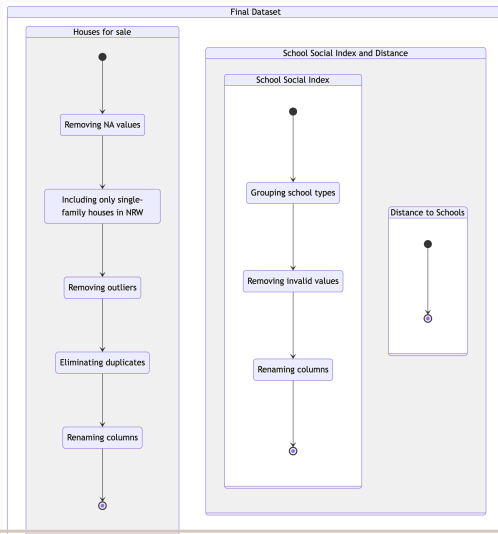 Final Dataset
Houses for sale
Removing NA values
Including only single-
family houses in NRW
Removing outliers
Eliminating duplicates
Renaming columns
School Social Index and Distance
School Social Index
Grouping school types
Removing invalid values
Renaming columns
Distance to Schools